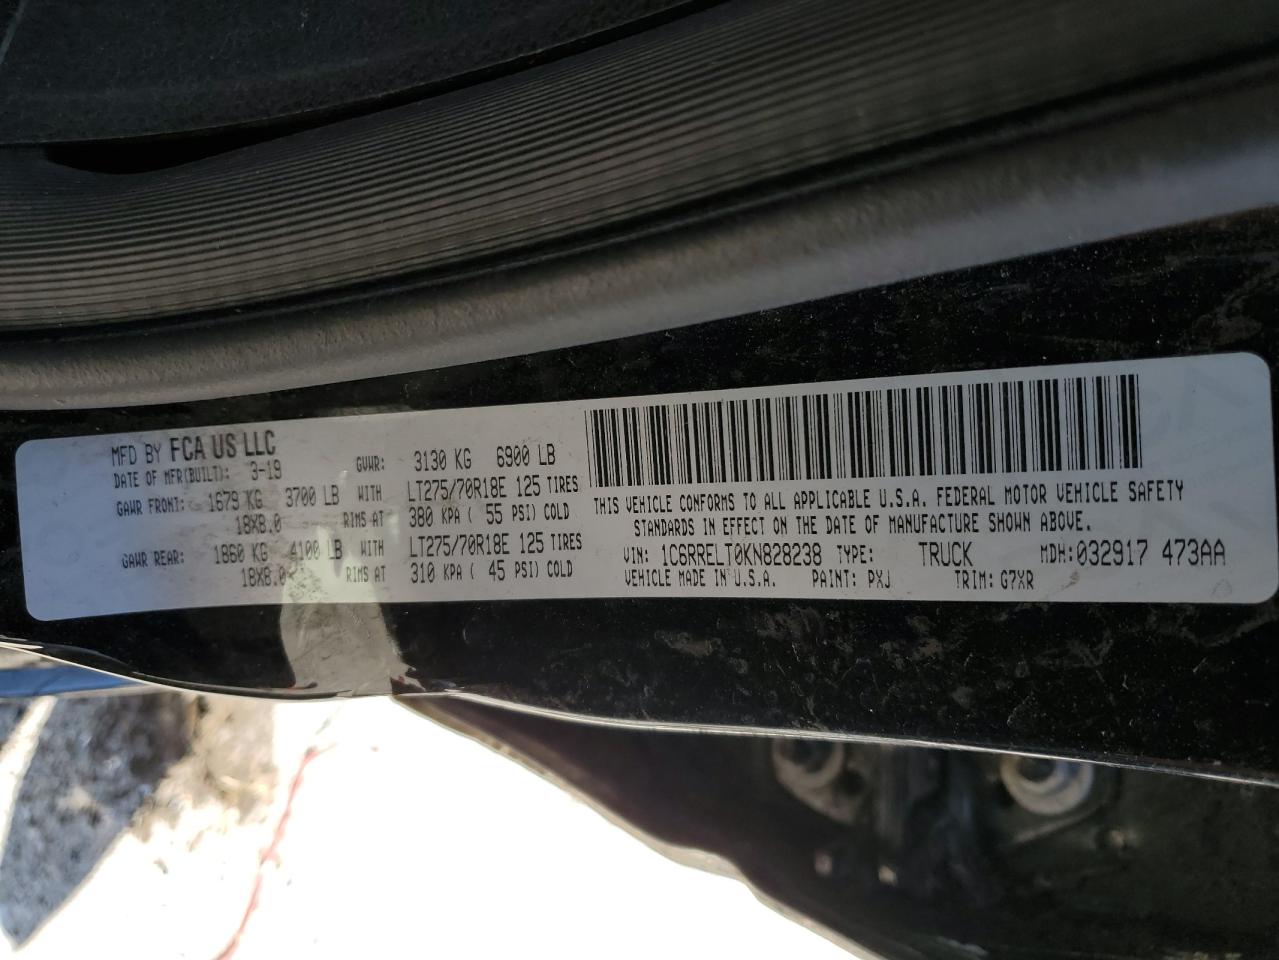 MFD BY FCA US LLC
DATE OF MFR(BUILT): 3-19 GVWR: 3130 KG 6900 LB
GAWR FRONT: 1679 KG 3700 LB WITH LT275/70R18E 125 TIRES
18X8.0 RIMS AT 380 KPA ( 55 PSI) COLD
GAWR REAR: 1860 KG 4100 LB WITH LT275/70R18E 125 TIRES
18X8.0 RIMS AT 310 KPA ( 45 PSI) COLD
THIS VEHICLE CONFORMS TO ALL APPLICABLE U.S.A. FEDERAL MOTOR VEHICLE SAFETY
STANDARDS IN EFFECT ON THE DATE OF MANUFACTURE SHOWN ABOVE.
VIN: 1C6RRELT0KN828238 TYPE: TRUCK MDH: 032917 473AA
VEHICLE MADE IN U.S.A. PAINT: PXJ TRIM: G7XR